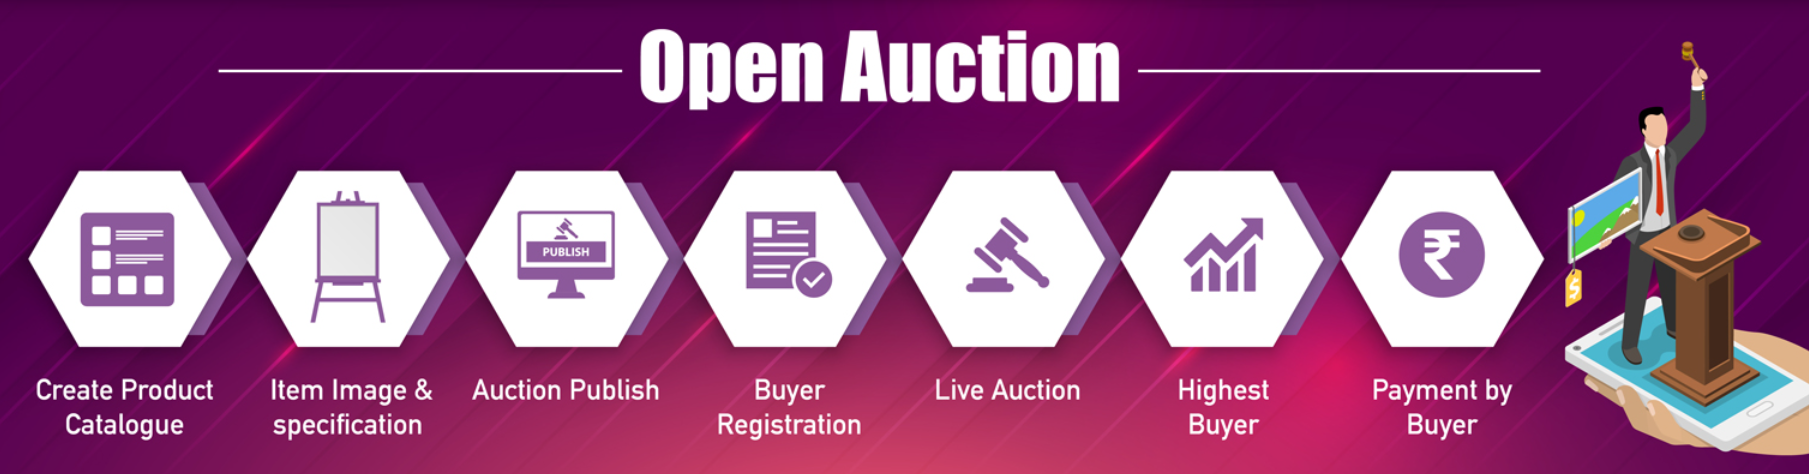 Open Auction
PUBLISH
Create Product
Catalogue
Item Image &
specification
Auction Publish
Buyer
Registration
Live Auction
Highest
Buyer
₹
Payment by
Buyer
$